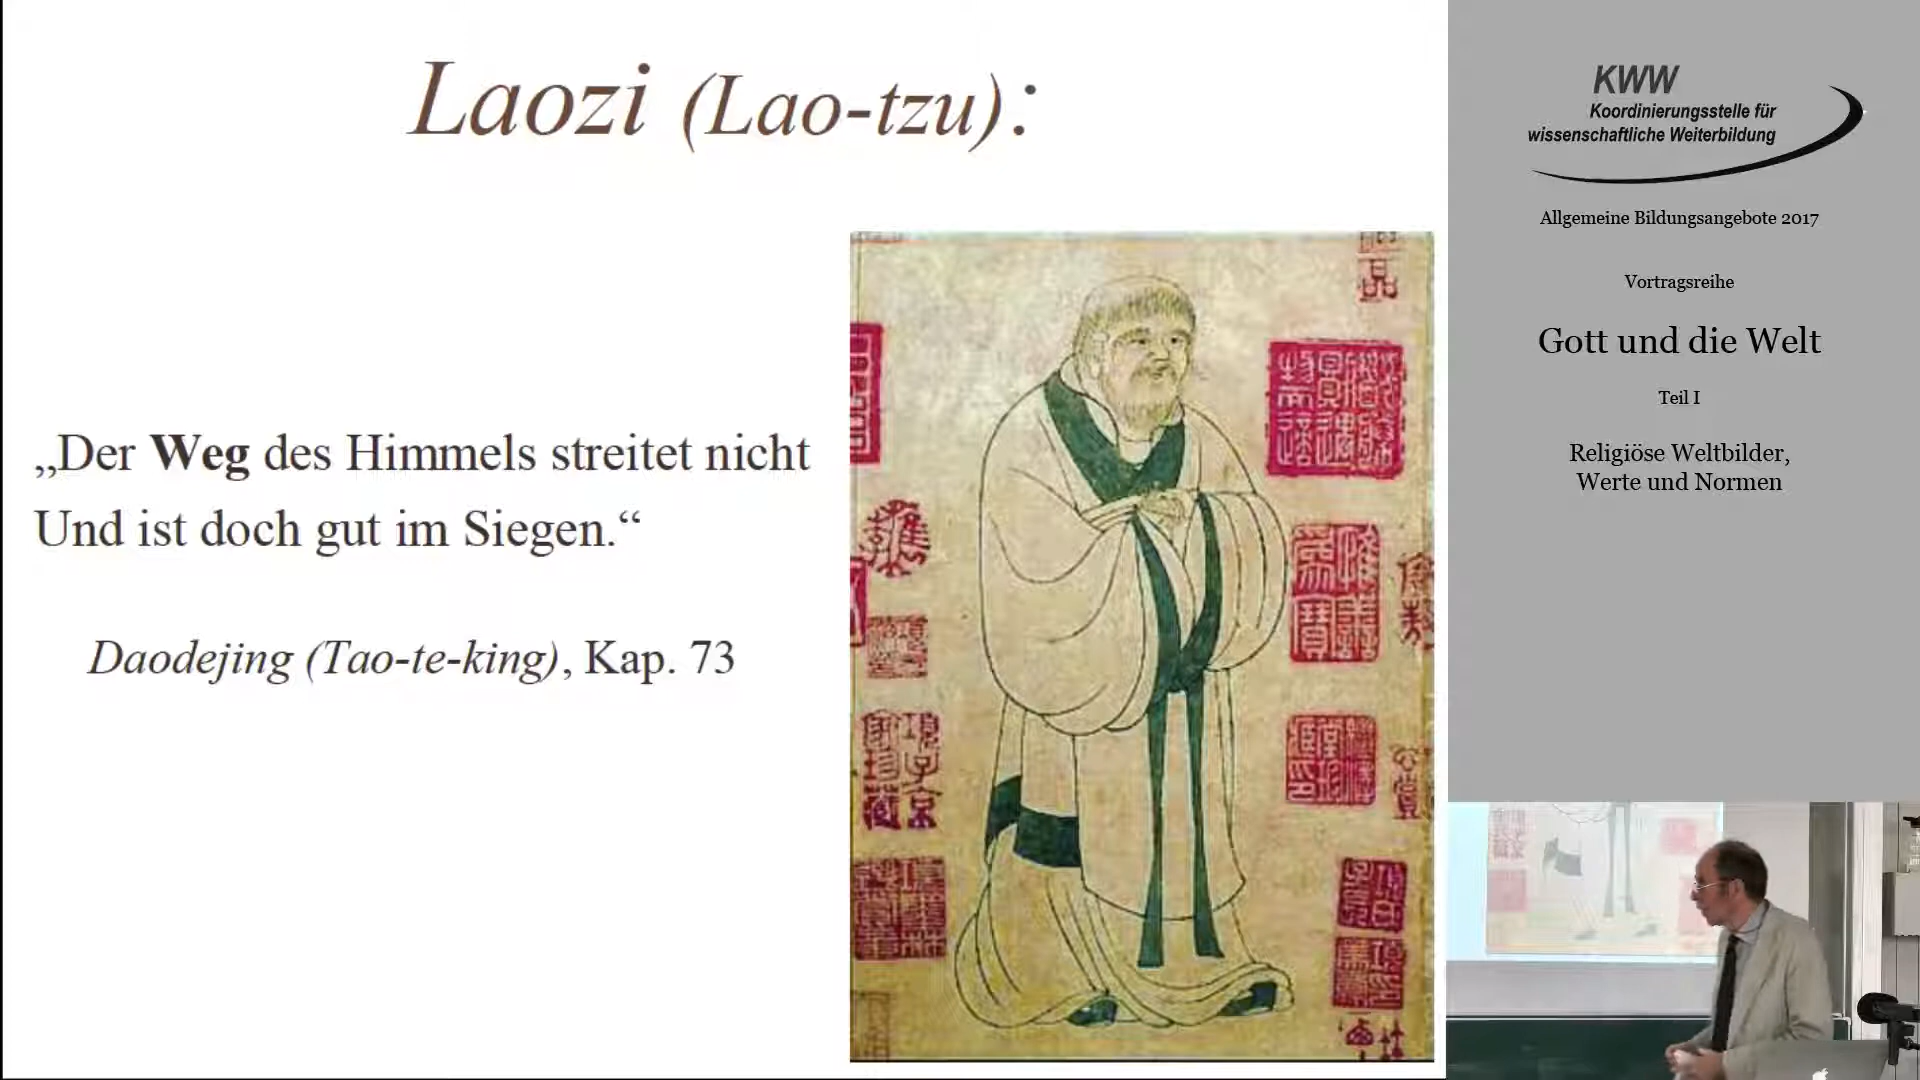 Laozi (Lao-tzu):
„Der Weg des Himmels streitet nicht
Und ist doch gut im Siegen.“
Daodejing (Tao-te-king), Kap. 73
KWW
Koordinierungsstelle für
wissenschaftliche Weiterbildung
Allgemeine Bildungsangebote 2017
Vortragsreihe
Gott und die Welt
Teil I
Religiöse Weltbilder,
Werte und Normen